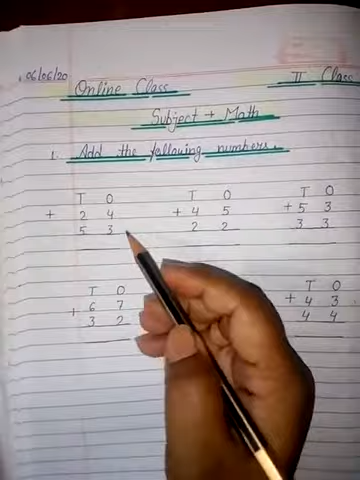 06/06/20
Online Class
II Class
Subject + Math
1. Add the following numbers.
T O T O T O
+ 2 4 + 4 5 + 5 3
5 3 2 2 3 3
T O T O
+ 6 7 + 4 3
3 2 4 4